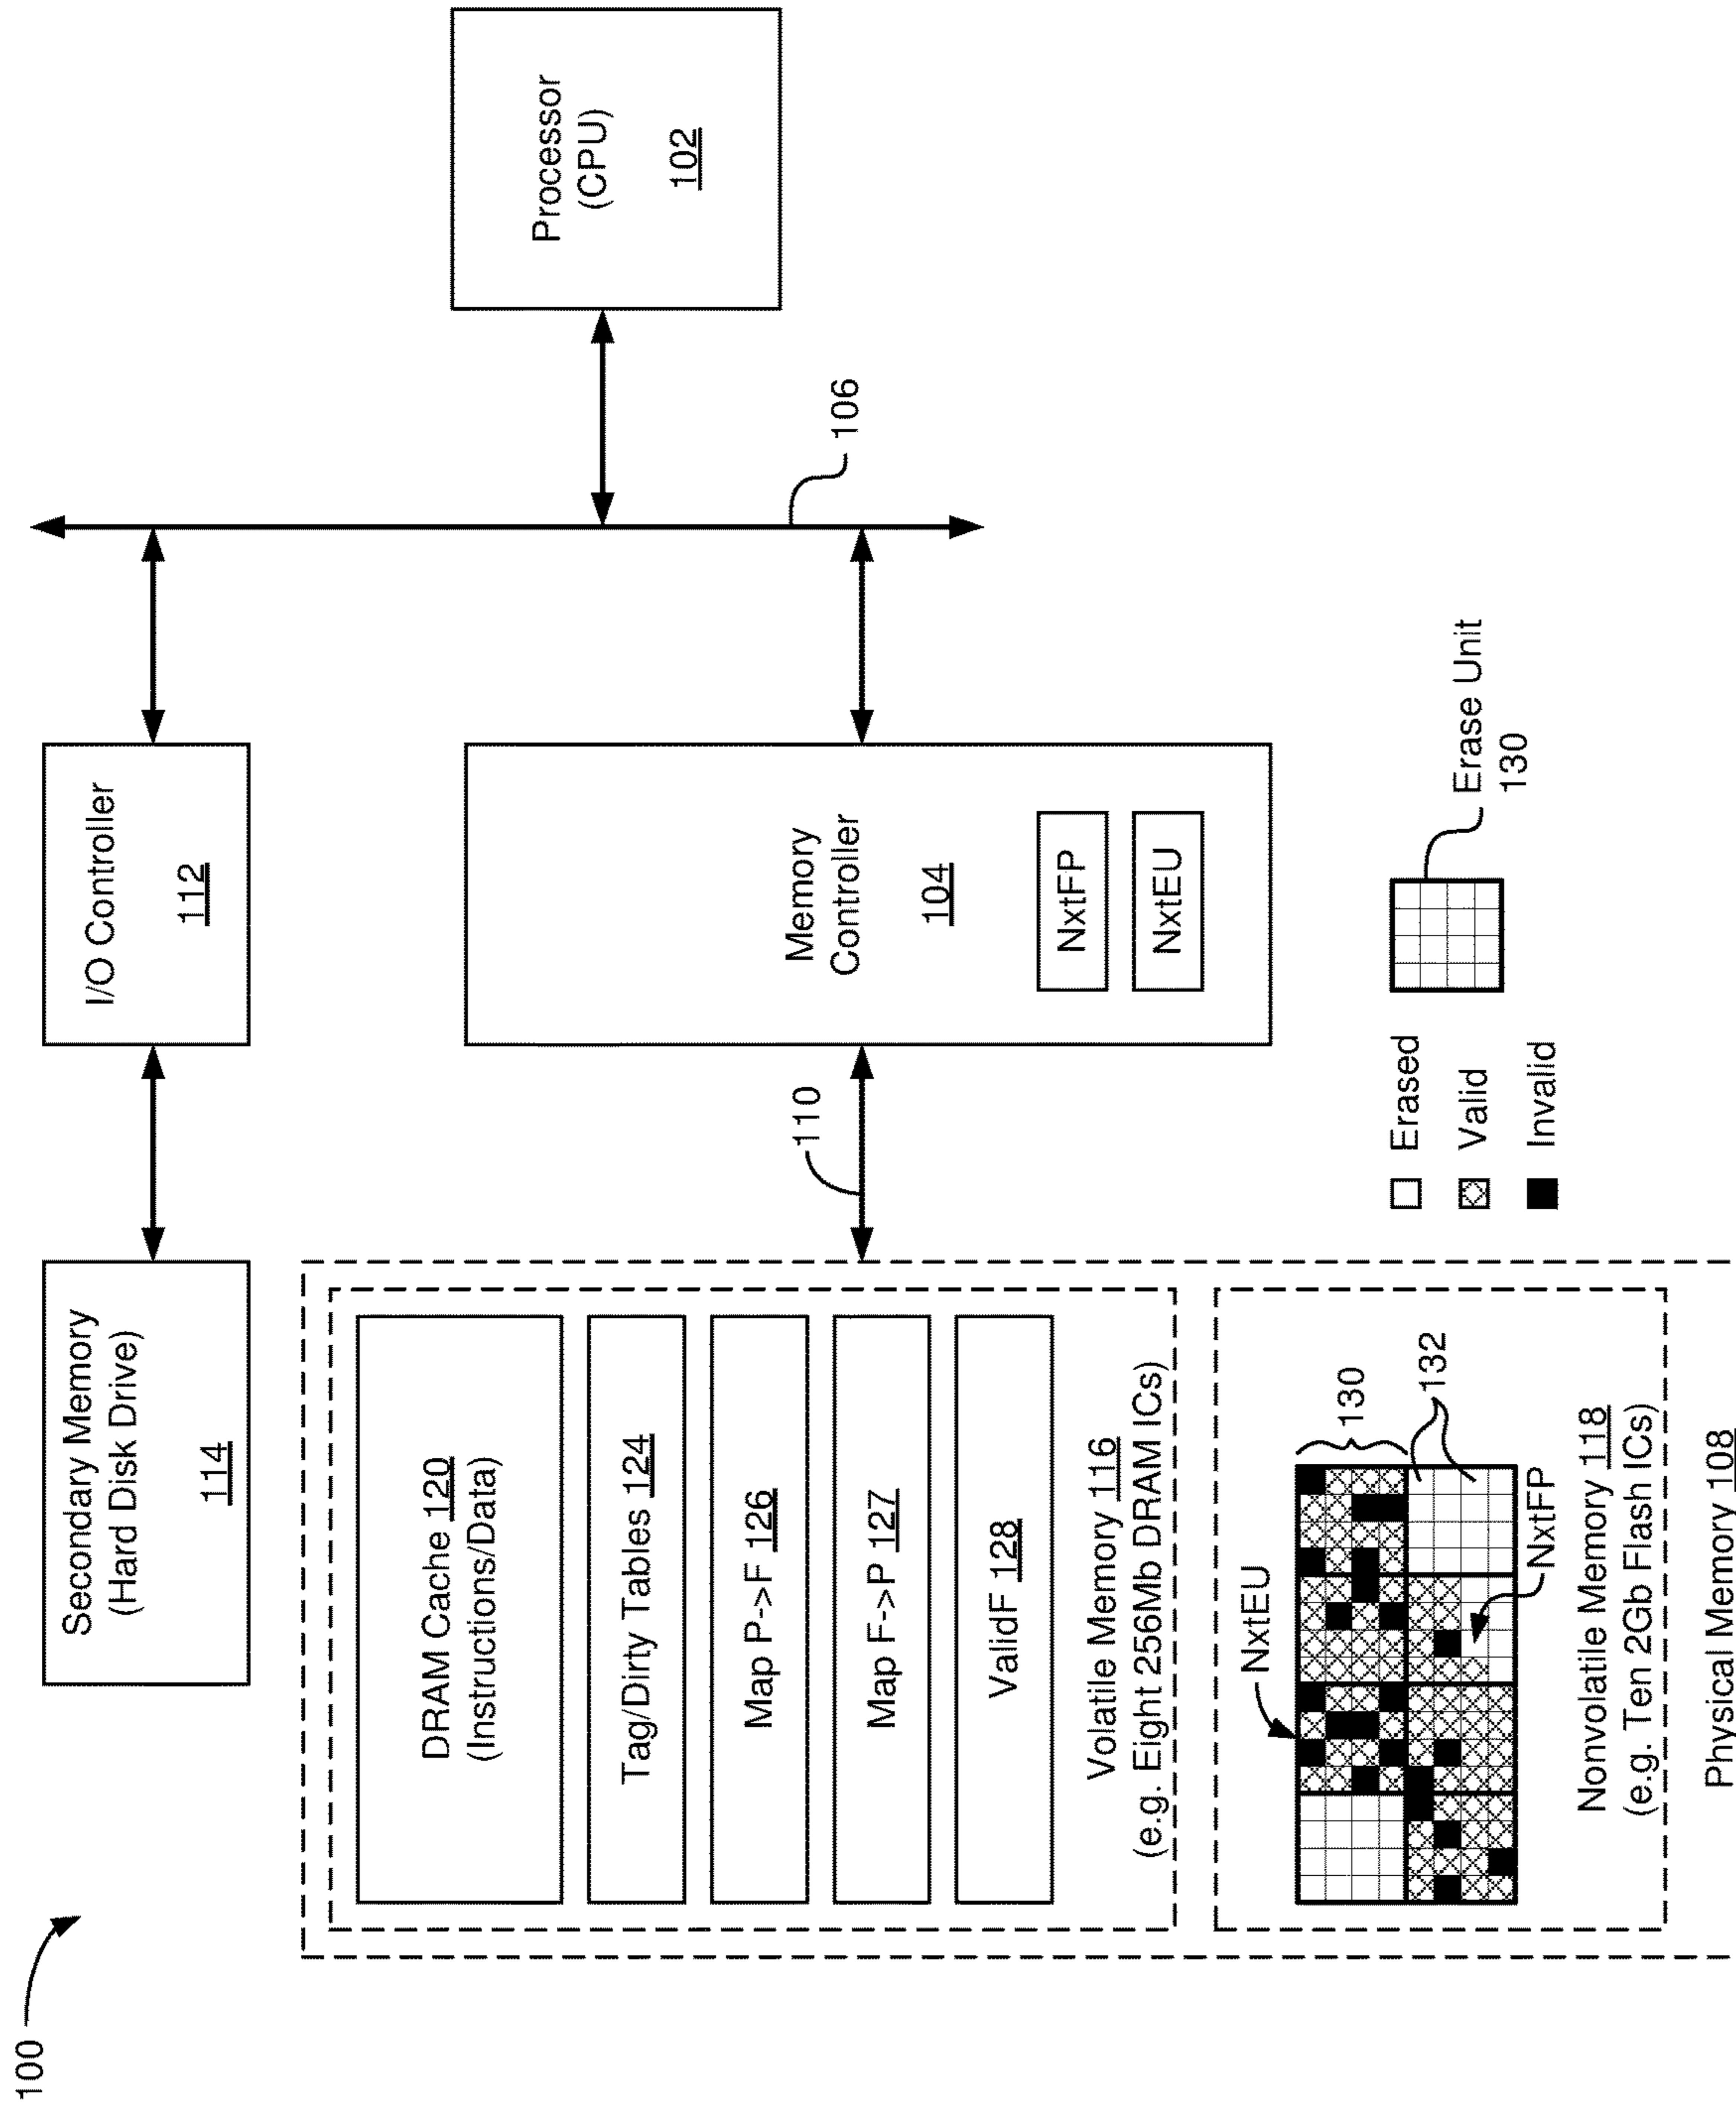 100
Secondary Memory
(Hard Disk Drive)
114
I/O Controller
112
Processor
(CPU)
102
106
DRAM Cache 120
(Instructions/Data)
Tag/Dirty Tables 124
Map P->F 126
Map F->P 127
ValidF 128
Volatile Memory 116
(e.g. Eight 256Mb DRAM ICs)
110
Memory
Controller
104
NxtFP
NxtEU
NxtEU
130
132
NxtFP
Nonvolatile Memory 118
(e.g. Ten 2Gb Flash ICs)
Physical Memory 108
Erased
Valid
Invalid
Erase Unit
130